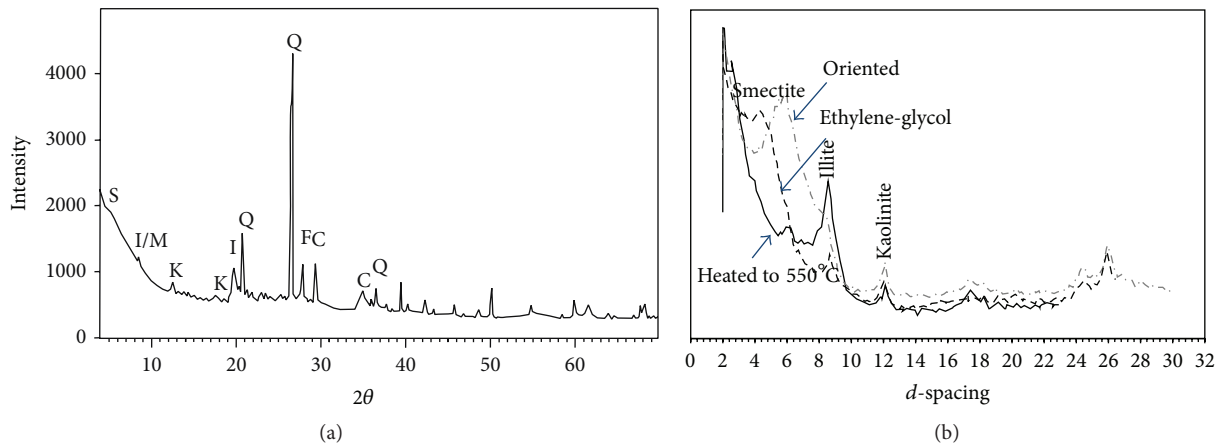 Intensity
4000
3000
2000
1000
0
S
I/M
K
K
I
Q
Q
F
C
C
Q
10 20 30 40 50 60
2θ
(a)
Smectite
Oriented
Ethylene-glycol
Illite
Kaolinite
Heated to 550°C
0 2 4 6 8 10 12 14 16 18 20 22 24 26 28 30 32
d-spacing
(b)